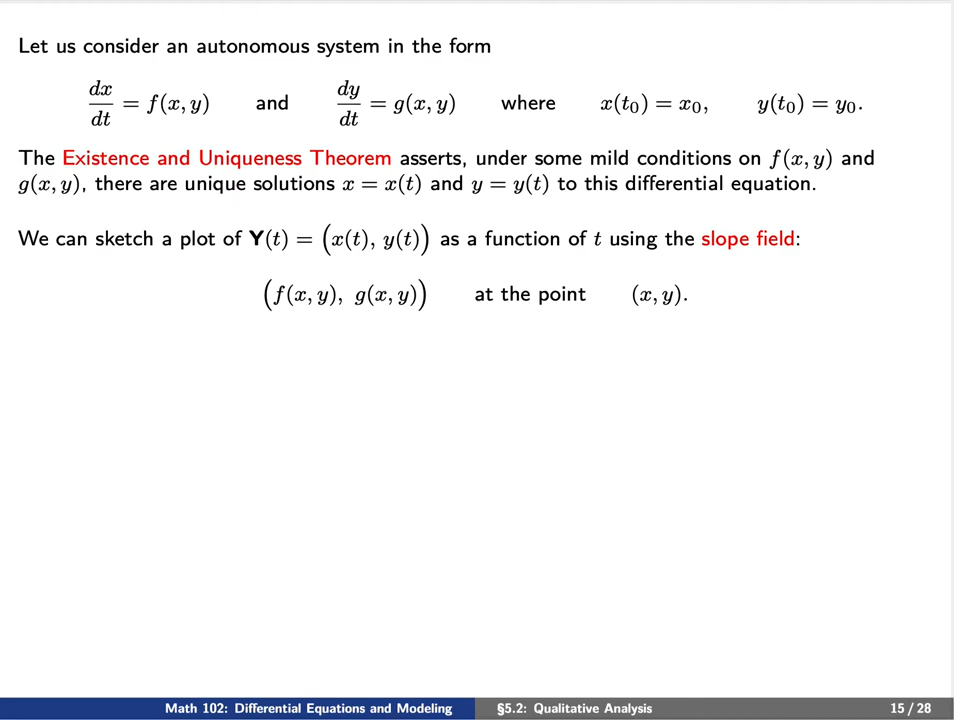 Let us consider an autonomous system in the form
dx/dt = f(x, y) and dy/dt = g(x, y) where x(t₀) = x₀, y(t₀) = y₀.
The Existence and Uniqueness Theorem asserts, under some mild conditions on f(x, y) and
g(x, y), there are unique solutions x = x(t) and y = y(t) to this differential equation.
We can sketch a plot of Y(t) = (x(t), y(t)) as a function of t using the slope field:
(f(x, y), g(x, y)) at the point (x, y).
Math 102: Differential Equations and Modeling §5.2: Qualitative Analysis 15 / 28